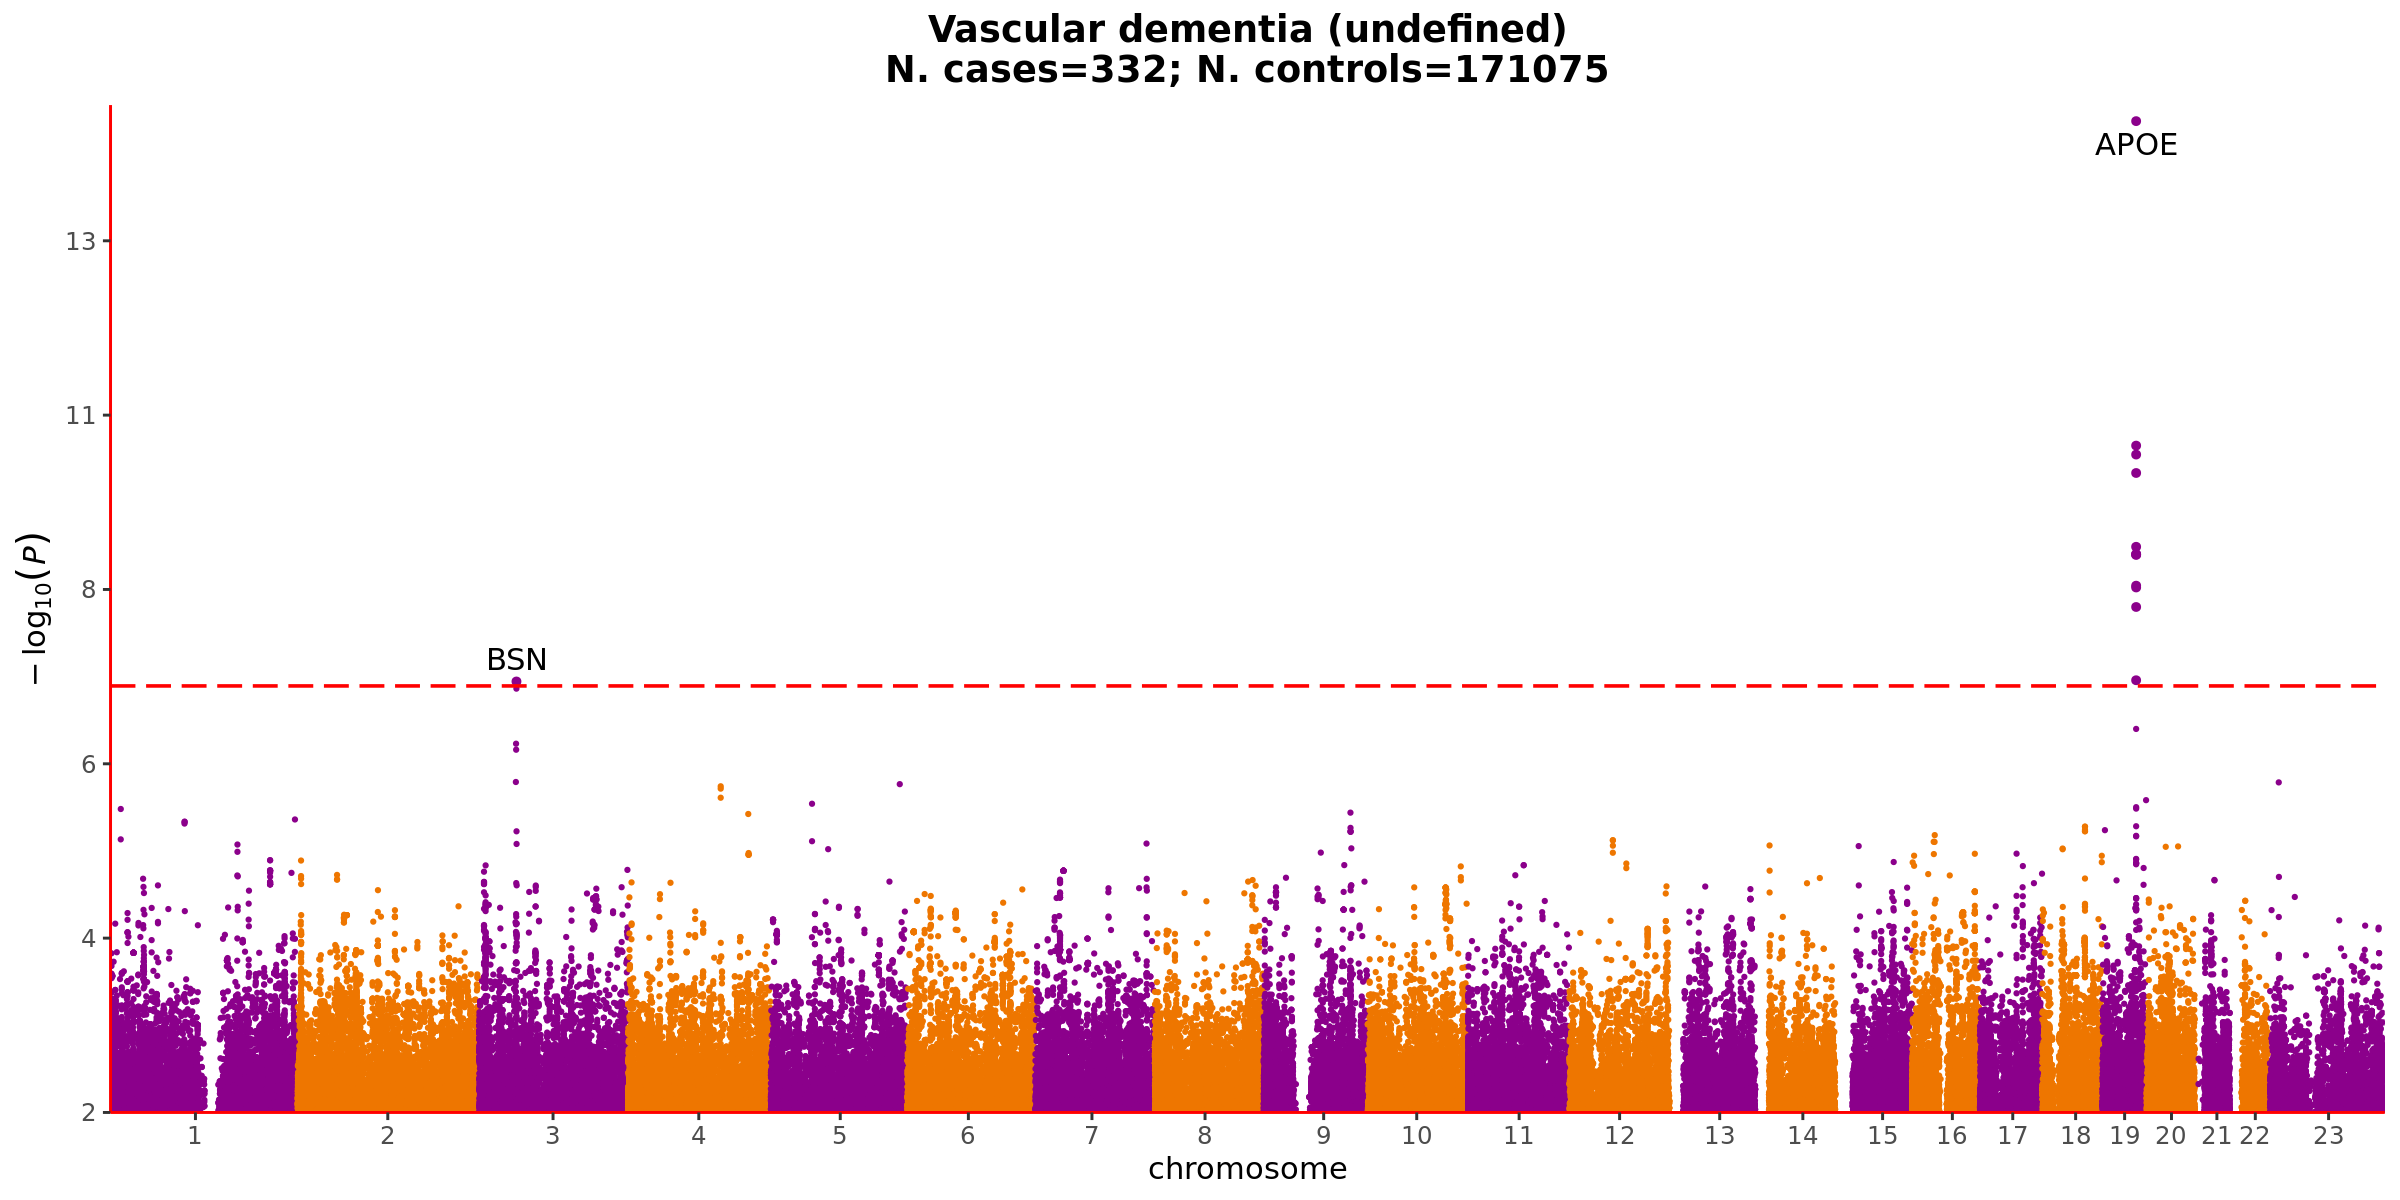 Vascular dementia (undefined)
N. cases=332; N. controls=171075
APOE
13
11
8
BSN
6
4
2
− log10(P)
1 2 3 4 5 6 7 8 9 10 11 12 13 14 15 16 17 18 19 20 21 22 23
chromosome